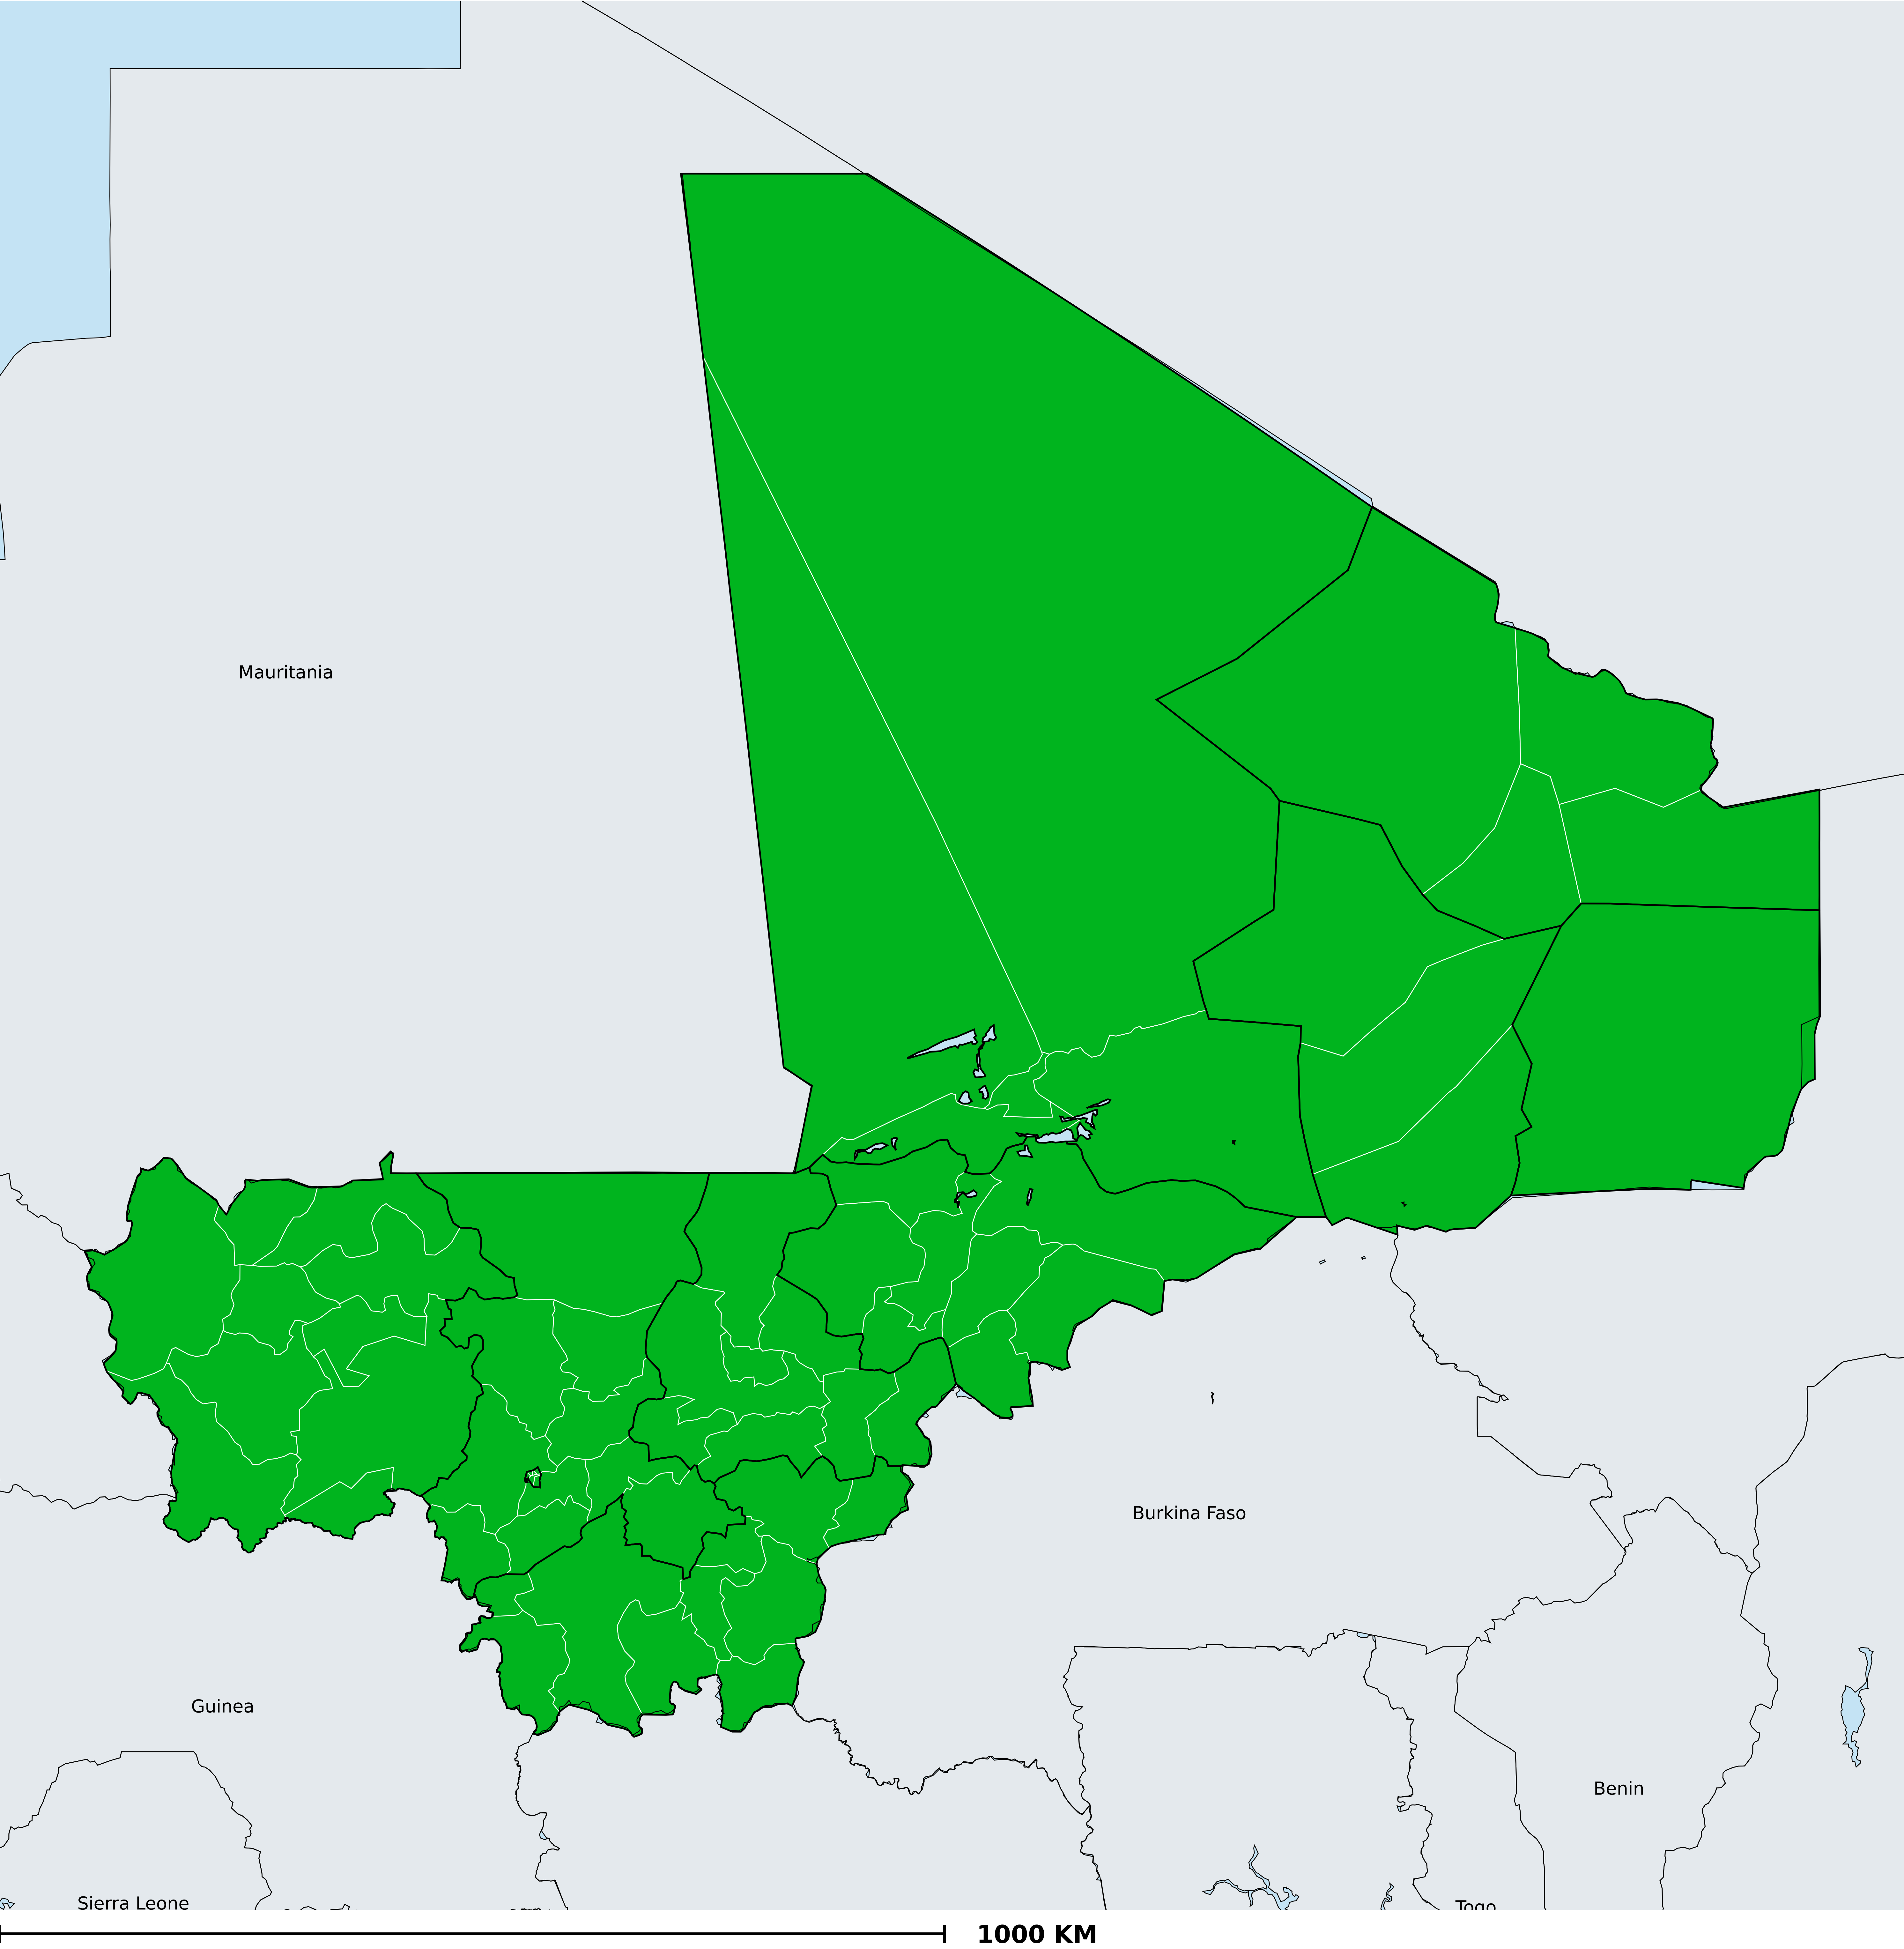 Mauritania
Burkina Faso
Guinea
Benin
Sierra Leone
Togo
1000 KM